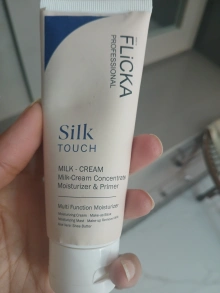 FLiCKA
PROFESSIONAL
Silk
TOUCH
MILK - CREAM
Milk-Cream Concentrate
Moisturizer & Primer
Multi Function Moisturizer